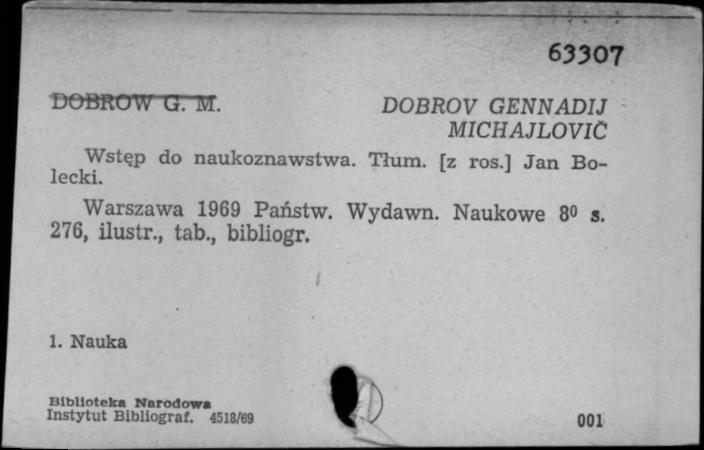 63307
DOBROW G. M. DOBROV GENNADIJ
MICHAJLOVIČ
Wstęp do naukoznawstwa. Tłum. [z ros.] Jan Bo-
lecki.
Warszawa 1969 Państw. Wydawn. Naukowe 8⁰ s.
276, ilustr., tab., bibliogr.
1. Nauka
Biblioteka Narodowa
Instytut Bibliograf. 4518/69 001